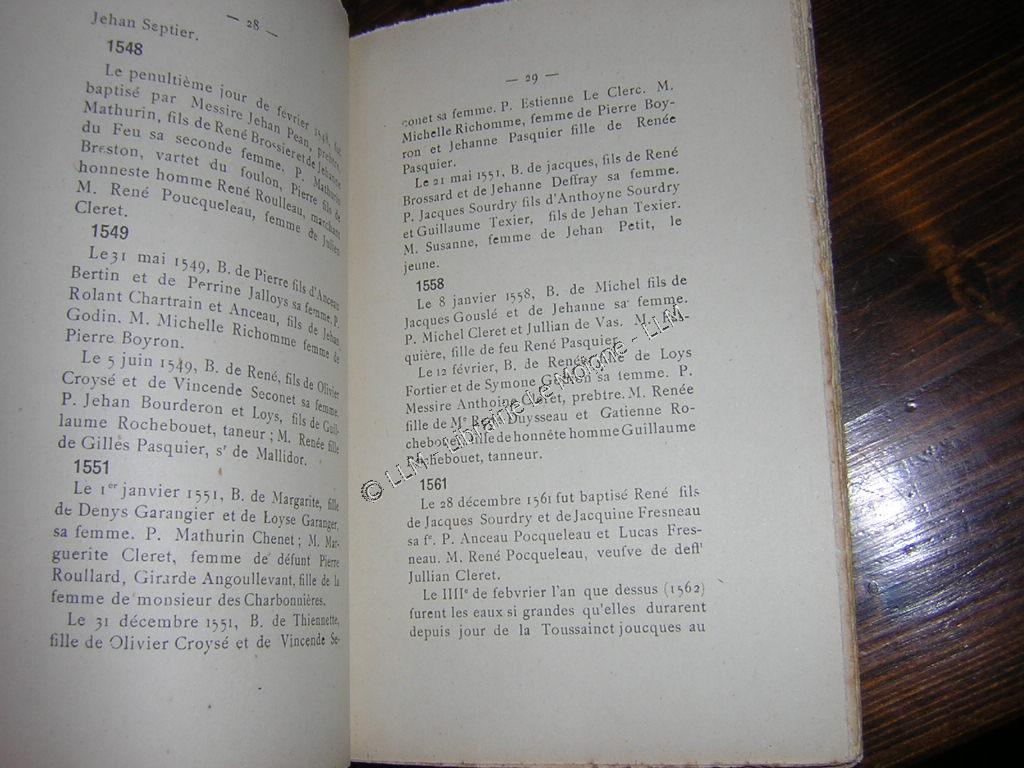 — 28 —
Jehan Septier.
1548
Le penultième jour de février 1548, fut
baptisé par Messire Jehan Pean, prebtre,
Mathurin, fils de René Brossier et de Jehanne
du Feu sa seconde femme. P. Mathurin
Breston, vartet du foulon, Pierre fils de
honneste homme René Roulleau, marchant
M. René Poucqueleau, femme de Julien
Cleret.
1549
Le 31 mai 1549, B. de Pierre fils d'Anceau
Bertin et de Perrine Jalloys sa femme. P.
Rolant Chartrain et Anceau, fils de Jehan
Godin. M. Michelle Richomme femme de
Pierre Boyron.
Le 5 juin 1549, B. de René, fils de Olivier
Croysé et de Vincende Seconet sa femme.
P. Jehan Bourderon et Loys, fils de Guil-
laume Rochebouet, taneur ; M. Renée fille
de Gilles Pasquier, sr de Mallidor.
1551
Le 1er janvier 1551, B. de Margarite, fille
de Denys Garangier et de Loyse Garanger,
sa femme. P. Mathurin Chenet ; M. Mar-
guerite Cleret, femme de défunt Pierre
Roullard, Girarde Angoullevant, fille de la
femme de monsieur des Charbonnières.
Le 31 décembre 1551, B. de Thiennette,
fille de Olivier Croysé et de Vincende Se-
— 29 —
conet sa femme. P. Estienne Le Clerc. M.
Michelle Richomme, femme de Pierre Boy-
ron et Jehanne Pasquier fille de Renée
Pasquier.
Le 21 mai 1551, B. de jacques, fils de René
Brossard et de Jehanne Deffray sa femme.
P. Jacques Sourdry fils d'Anthoyne Sourdry
et Guillaume Texier, fils de Jehan Texier.
M. Susanne, femme de Jehan Petit, le
jeune.
1558
Le 8 janvier 1558, B. de Michel fils de
Jacques Gouslé et de Jehanne sa femme.
P. Michel Cleret et Jullian de Vas. M.
quière, fille de feu René Pasquier.
Le 12 février, B. de René fille de Loys
Fortier et de Symone sa femme. P.
Messire Anthoine Cleret, prebtre. M. Renée
fille de Me René Duysseau et Gatienne Ro-
chebouet, fille de honnéte homme Guillaume
Rochebouet, tanneur.
1561
Le 28 décembre 1561 fut baptisé René fils
de Jacques Sourdry et de Jacquine Fresneau
sa fe. P. Anceau Pocqueleau et Lucas Fres-
neau. M. René Pocqueleau, veufve de defft
Jullian Cleret.
Le IIIIe de febvrier l'an que dessus (1562)
furent les eaux si grandes qu'elles durarent
depuis jour de la Toussainct joucques au
© LLM - Librairie Le Moigne - LLM